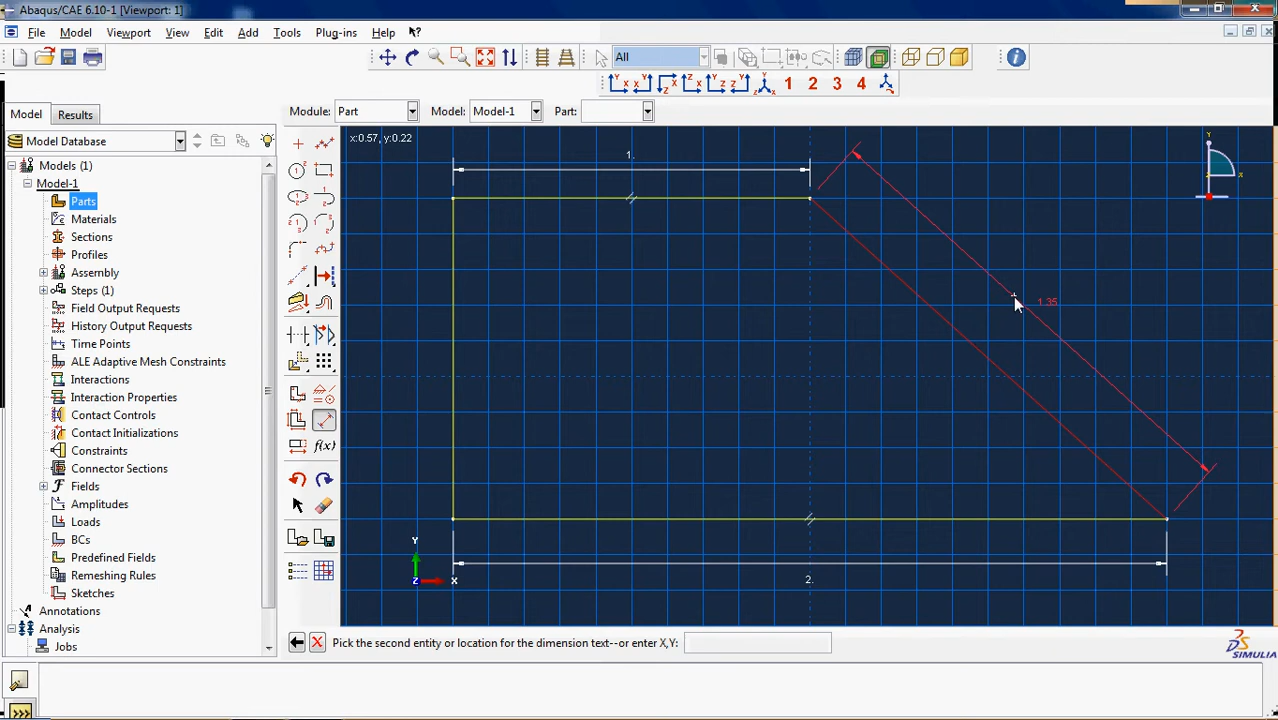 Abaqus/CAE 6.10-1 [Viewport: 1]
File Model Viewport View Edit Add Tools Plug-ins Help
All
1 2 3 4
Model Results Module: Part Model: Model-1 Part:
Model Database
x:0.57, y:0.22
Models (1)
Model-1
Parts
Materials
Sections
Profiles
Assembly
Steps (1)
Field Output Requests
History Output Requests
Time Points
ALE Adaptive Mesh Constraints
Interactions
Interaction Properties
Contact Controls
Contact Initializations
Constraints
Connector Sections
Fields
Amplitudes
Loads
BCs
Predefined Fields
Remeshing Rules
Sketches
Annotations
Analysis
Jobs
f(x)
1.
1.35
2.
Y
X
Y
Z
X
Pick the second entity or location for the dimension text--or enter X,Y:
SIMULIA
>>>